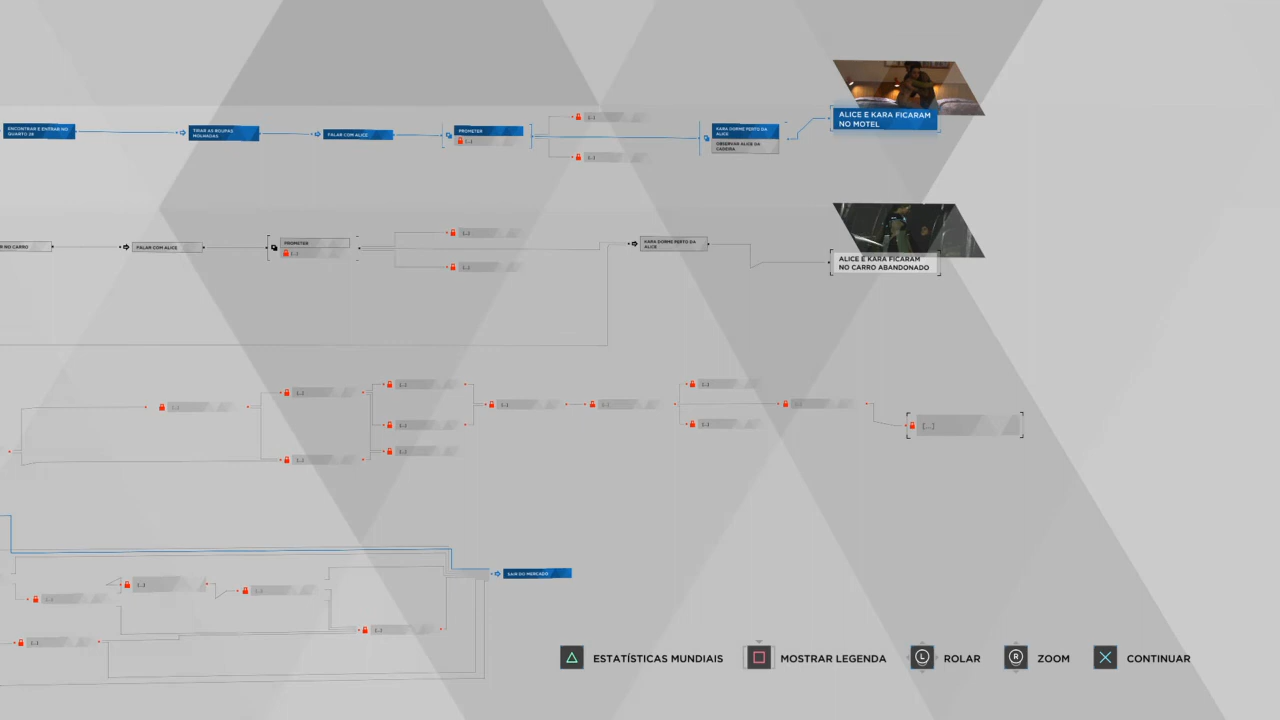 ENCONTRAR E ENTRAR NO
QUARTO 28
TIRAR AS ROUPAS
MOLHADAS
FALAR COM ALICE
PROMETER
[...]
[...]
[...]
KARA DORME PERTO DA
ALICE
OBSERVAR ALICE DA
CADEIRA
ALICE E KARA FICARAM
NO MOTEL
R NO CARRO
FALAR COM ALICE
PROMETER
[...]
[...]
[...]
KARA DORME PERTO DA
ALICE
ALICE E KARA FICARAM
NO CARRO ABANDONADO
[...]
[...]
[...]
[...]
[...]
[...]
[...]
[...]
[...]
[...]
[...]
[...]
SAIR DO MERCADO
[...]
[...]
[...]
[...]
[...]
ESTATÍSTICAS MUNDIAIS
MOSTRAR LEGENDA
L
ROLAR
R
ZOOM
CONTINUAR